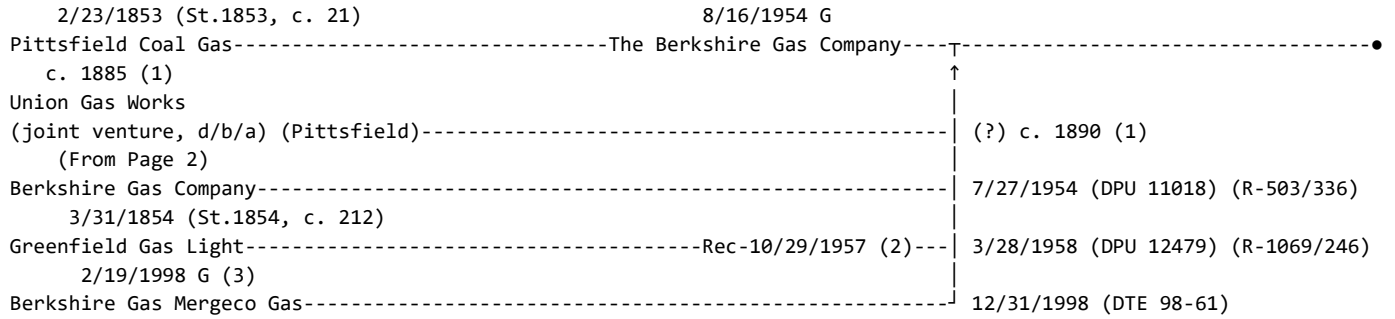 2/23/1853 (St.1853, c. 21) 8/16/1954 G
Pittsfield Coal Gas--------------------------------The Berkshire Gas Company----┬-----------------------------------●
c. 1885 (1) ↑
Union Gas Works │
(joint venture, d/b/a) (Pittsfield)---------------------------------------------│ (?) c. 1890 (1)
(From Page 2) │
Berkshire Gas Company-----------------------------------------------------------│ 7/27/1954 (DPU 11018) (R-503/336)
3/31/1854 (St.1854, c. 212) │
Greenfield Gas Light---------------------------------------Rec-10/29/1957 (2)---│ 3/28/1958 (DPU 12479) (R-1069/246)
2/19/1998 G (3) │
Berkshire Gas Mergeco Gas-------------------------------------------------------┘ 12/31/1998 (DTE 98-61)